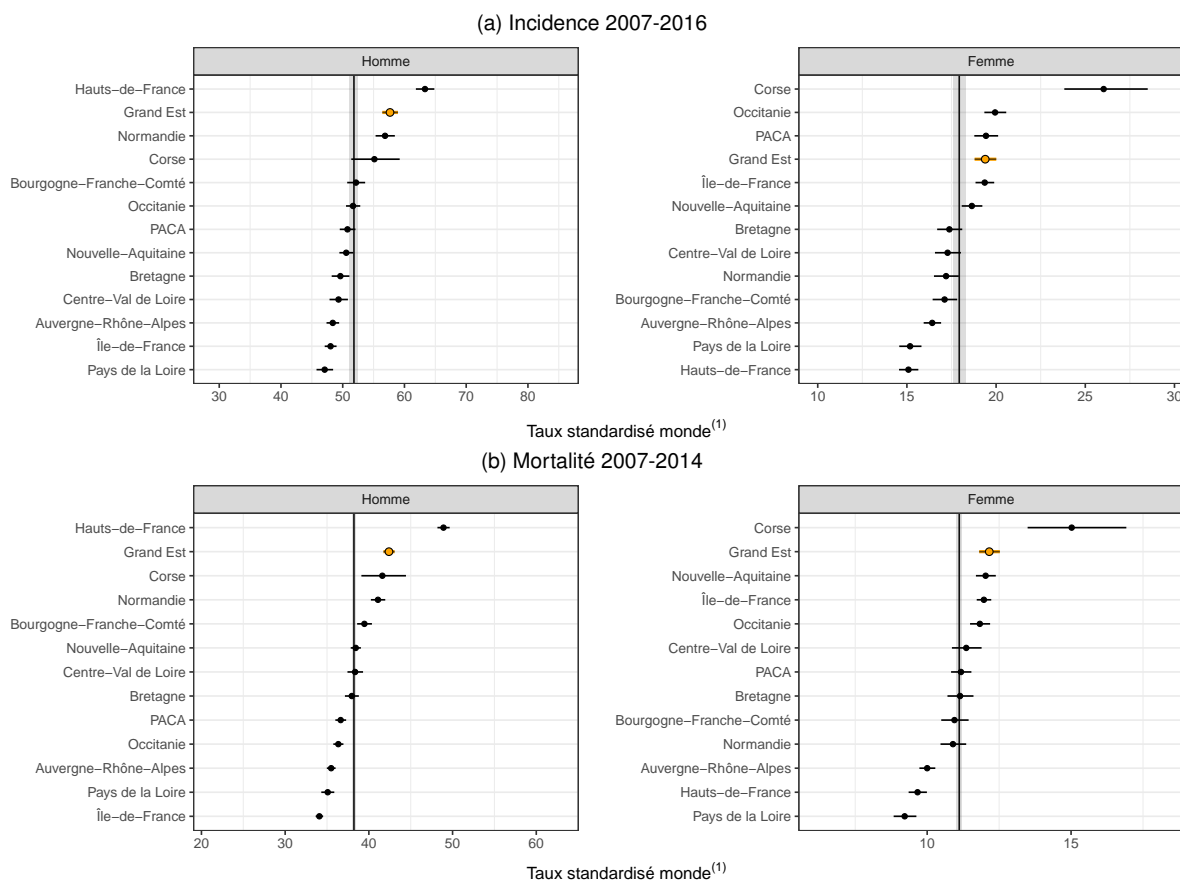 (a) Incidence 2007-2016
Homme
Hauts−de−France
Grand Est
Normandie
Corse
Bourgogne−Franche−Comté
Occitanie
PACA
Nouvelle−Aquitaine
Bretagne
Centre−Val de Loire
Auvergne−Rhône−Alpes
Île−de−France
Pays de la Loire
30 40 50 60 70 80
Femme
Corse
Occitanie
PACA
Grand Est
Île−de−France
Nouvelle−Aquitaine
Bretagne
Centre−Val de Loire
Normandie
Bourgogne−Franche−Comté
Auvergne−Rhône−Alpes
Pays de la Loire
Hauts−de−France
10 15 20 25 30
Taux standardisé monde(1)
(b) Mortalité 2007-2014
Homme
Hauts−de−France
Grand Est
Corse
Normandie
Bourgogne−Franche−Comté
Nouvelle−Aquitaine
Centre−Val de Loire
Bretagne
PACA
Occitanie
Auvergne−Rhône−Alpes
Pays de la Loire
Île−de−France
20 30 40 50 60
Femme
Corse
Grand Est
Nouvelle−Aquitaine
Île−de−France
Occitanie
Centre−Val de Loire
PACA
Bretagne
Bourgogne−Franche−Comté
Normandie
Auvergne−Rhône−Alpes
Hauts−de−France
Pays de la Loire
10 15
Taux standardisé monde(1)